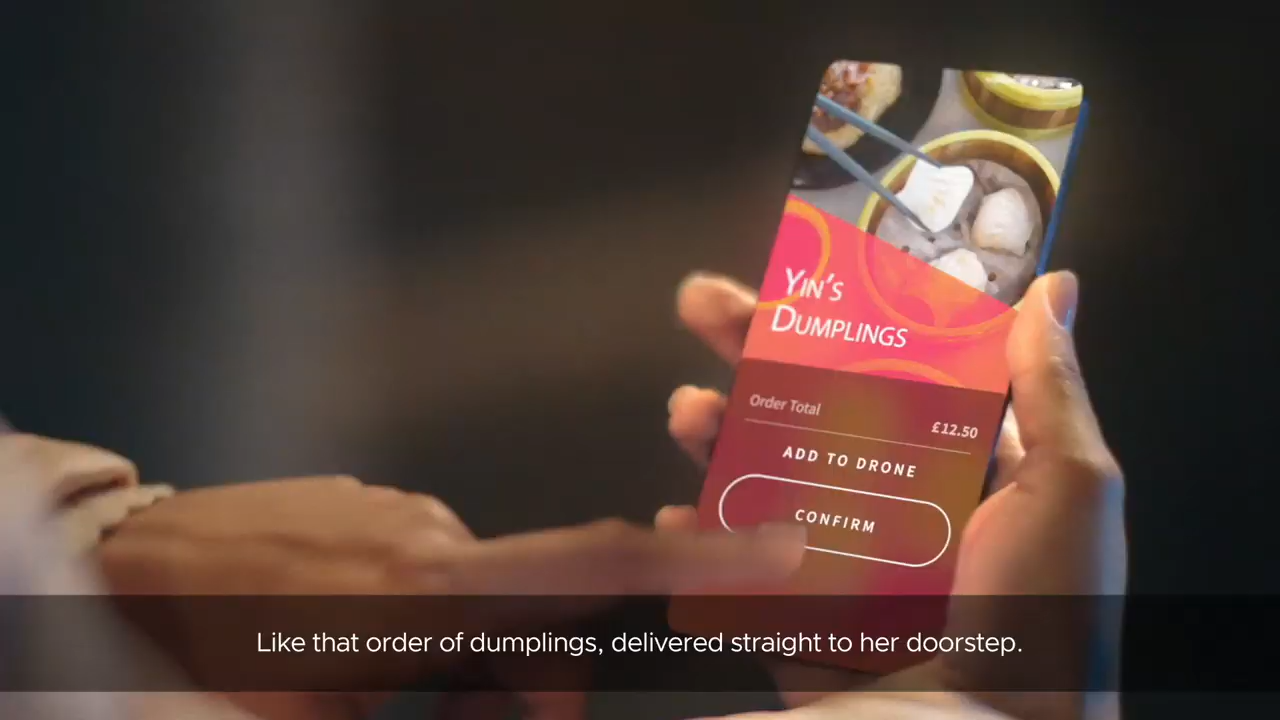 Yin's
Dumplings
Order Total
£12.50
ADD TO DRONE
CONFIRM
Like that order of dumplings, delivered straight to her doorstep.